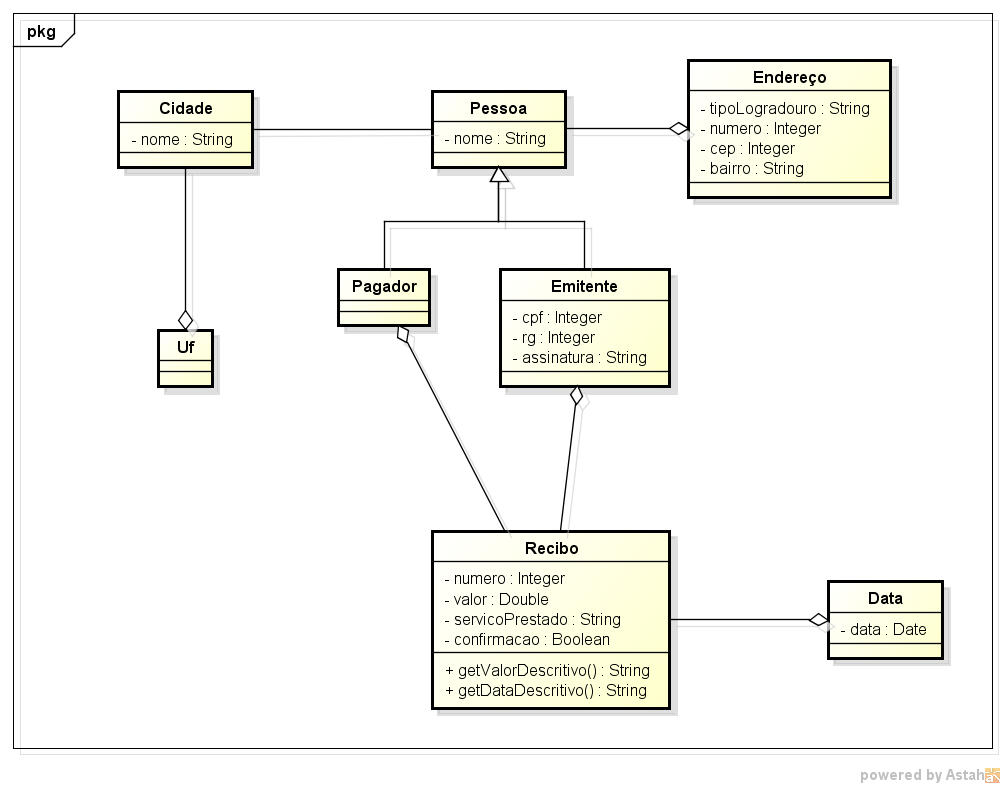 pkg
Cidade
- nome : String
Pessoa
- nome : String
Endereço
- tipoLogradouro : String
- numero : Integer
- cep : Integer
- bairro : String
Pagador
Emitente
- cpf : Integer
- rg : Integer
- assinatura : String
Uf
Recibo
- numero : Integer
- valor : Double
- servicoPrestado : String
- confirmacao : Boolean
+ getValorDescritivo() : String
+ getDataDescritivo() : String
Data
- data : Date
powered by Astah